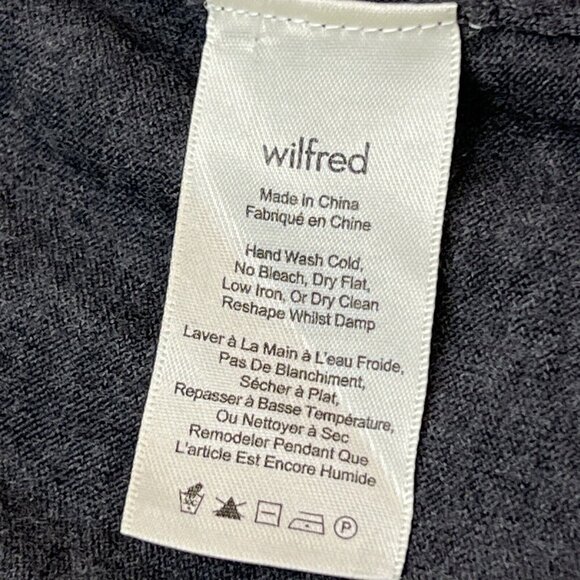 wilfred
Made in China
Fabriqué en Chine
Hand Wash Cold,
No Bleach, Dry Flat,
Low Iron, Or Dry Clean
Reshape Whilst Damp
Laver à La Main à L'eau Froide,
Pas De Blanchiment,
Sécher à Plat,
Repasser à Basse Température,
Ou Nettoyer à Sec
Remodeler Pendant Que
L'article Est Encore Humide
P